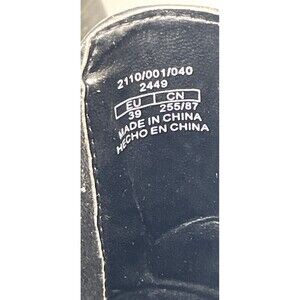 2110/001/040
2449
EU CN
39 255/87
MADE IN CHINA
HECHO EN CHINA